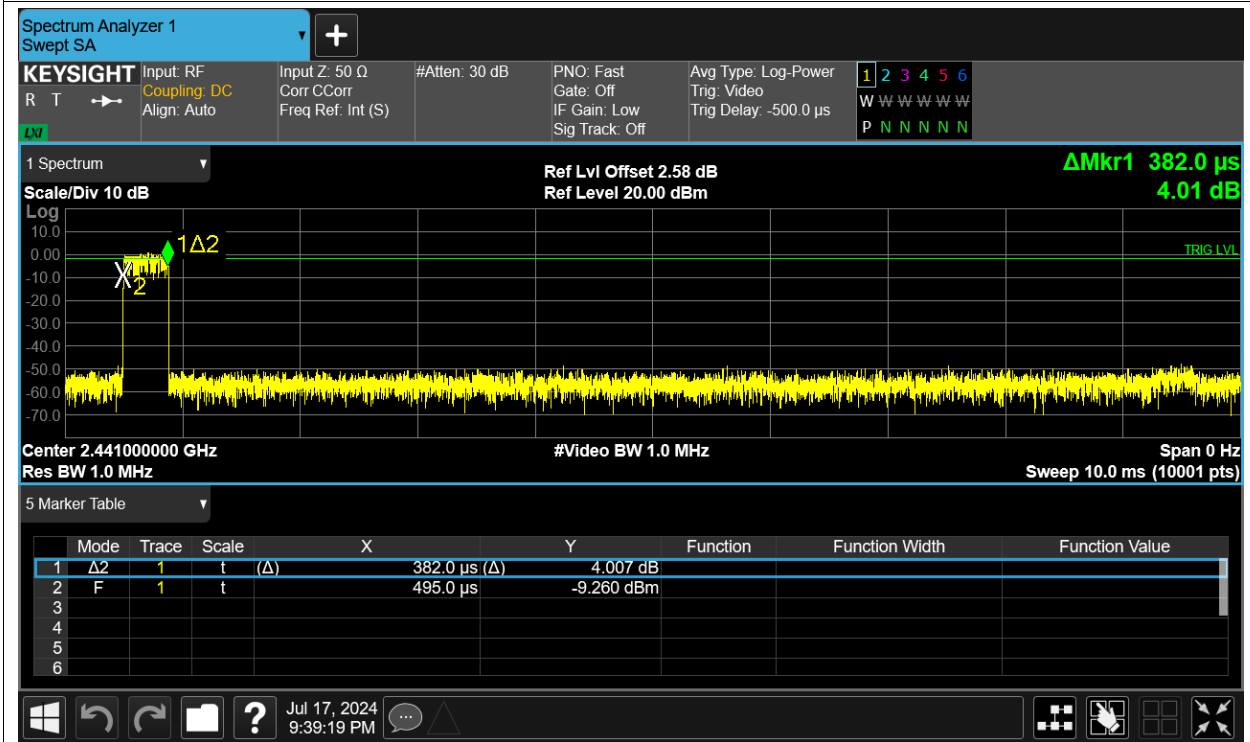 Spectrum Analyzer 1
Swept SA
+
KEYSIGHT Input: RF Input Z: 50 Ω #Atten: 30 dB PNO: Fast Avg Type: Log-Power 1 2 3 4 5 6
R T Coupling: DC Corr CCorr Gate: Off Trig: Video W W W W W W
Align: Auto Freq Ref: Int (S) IF Gain: Low Trig Delay: -500.0 µs
LXI Sig Track: Off P N N N N N
1 Spectrum Ref Lvl Offset 2.58 dB ΔMkr1 382.0 µs
Scale/Div 10 dB Ref Level 20.00 dBm 4.01 dB
Log
10.0
1Δ2
0.00 TRIG LVL
-10.0
X2
-20.0
-30.0
-40.0
-50.0
-60.0
-70.0
Center 2.441000000 GHz #Video BW 1.0 MHz Span 0 Hz
Res BW 1.0 MHz Sweep 10.0 ms (10001 pts)
5 Marker Table
Mode Trace Scale X Y Function Function Width Function Value
1 Δ2 1 t (Δ) 382.0 µs (Δ) 4.007 dB
2 F 1 t 495.0 µs -9.260 dBm
3
4
5
6
? Jul 17, 2024
9:39:19 PM